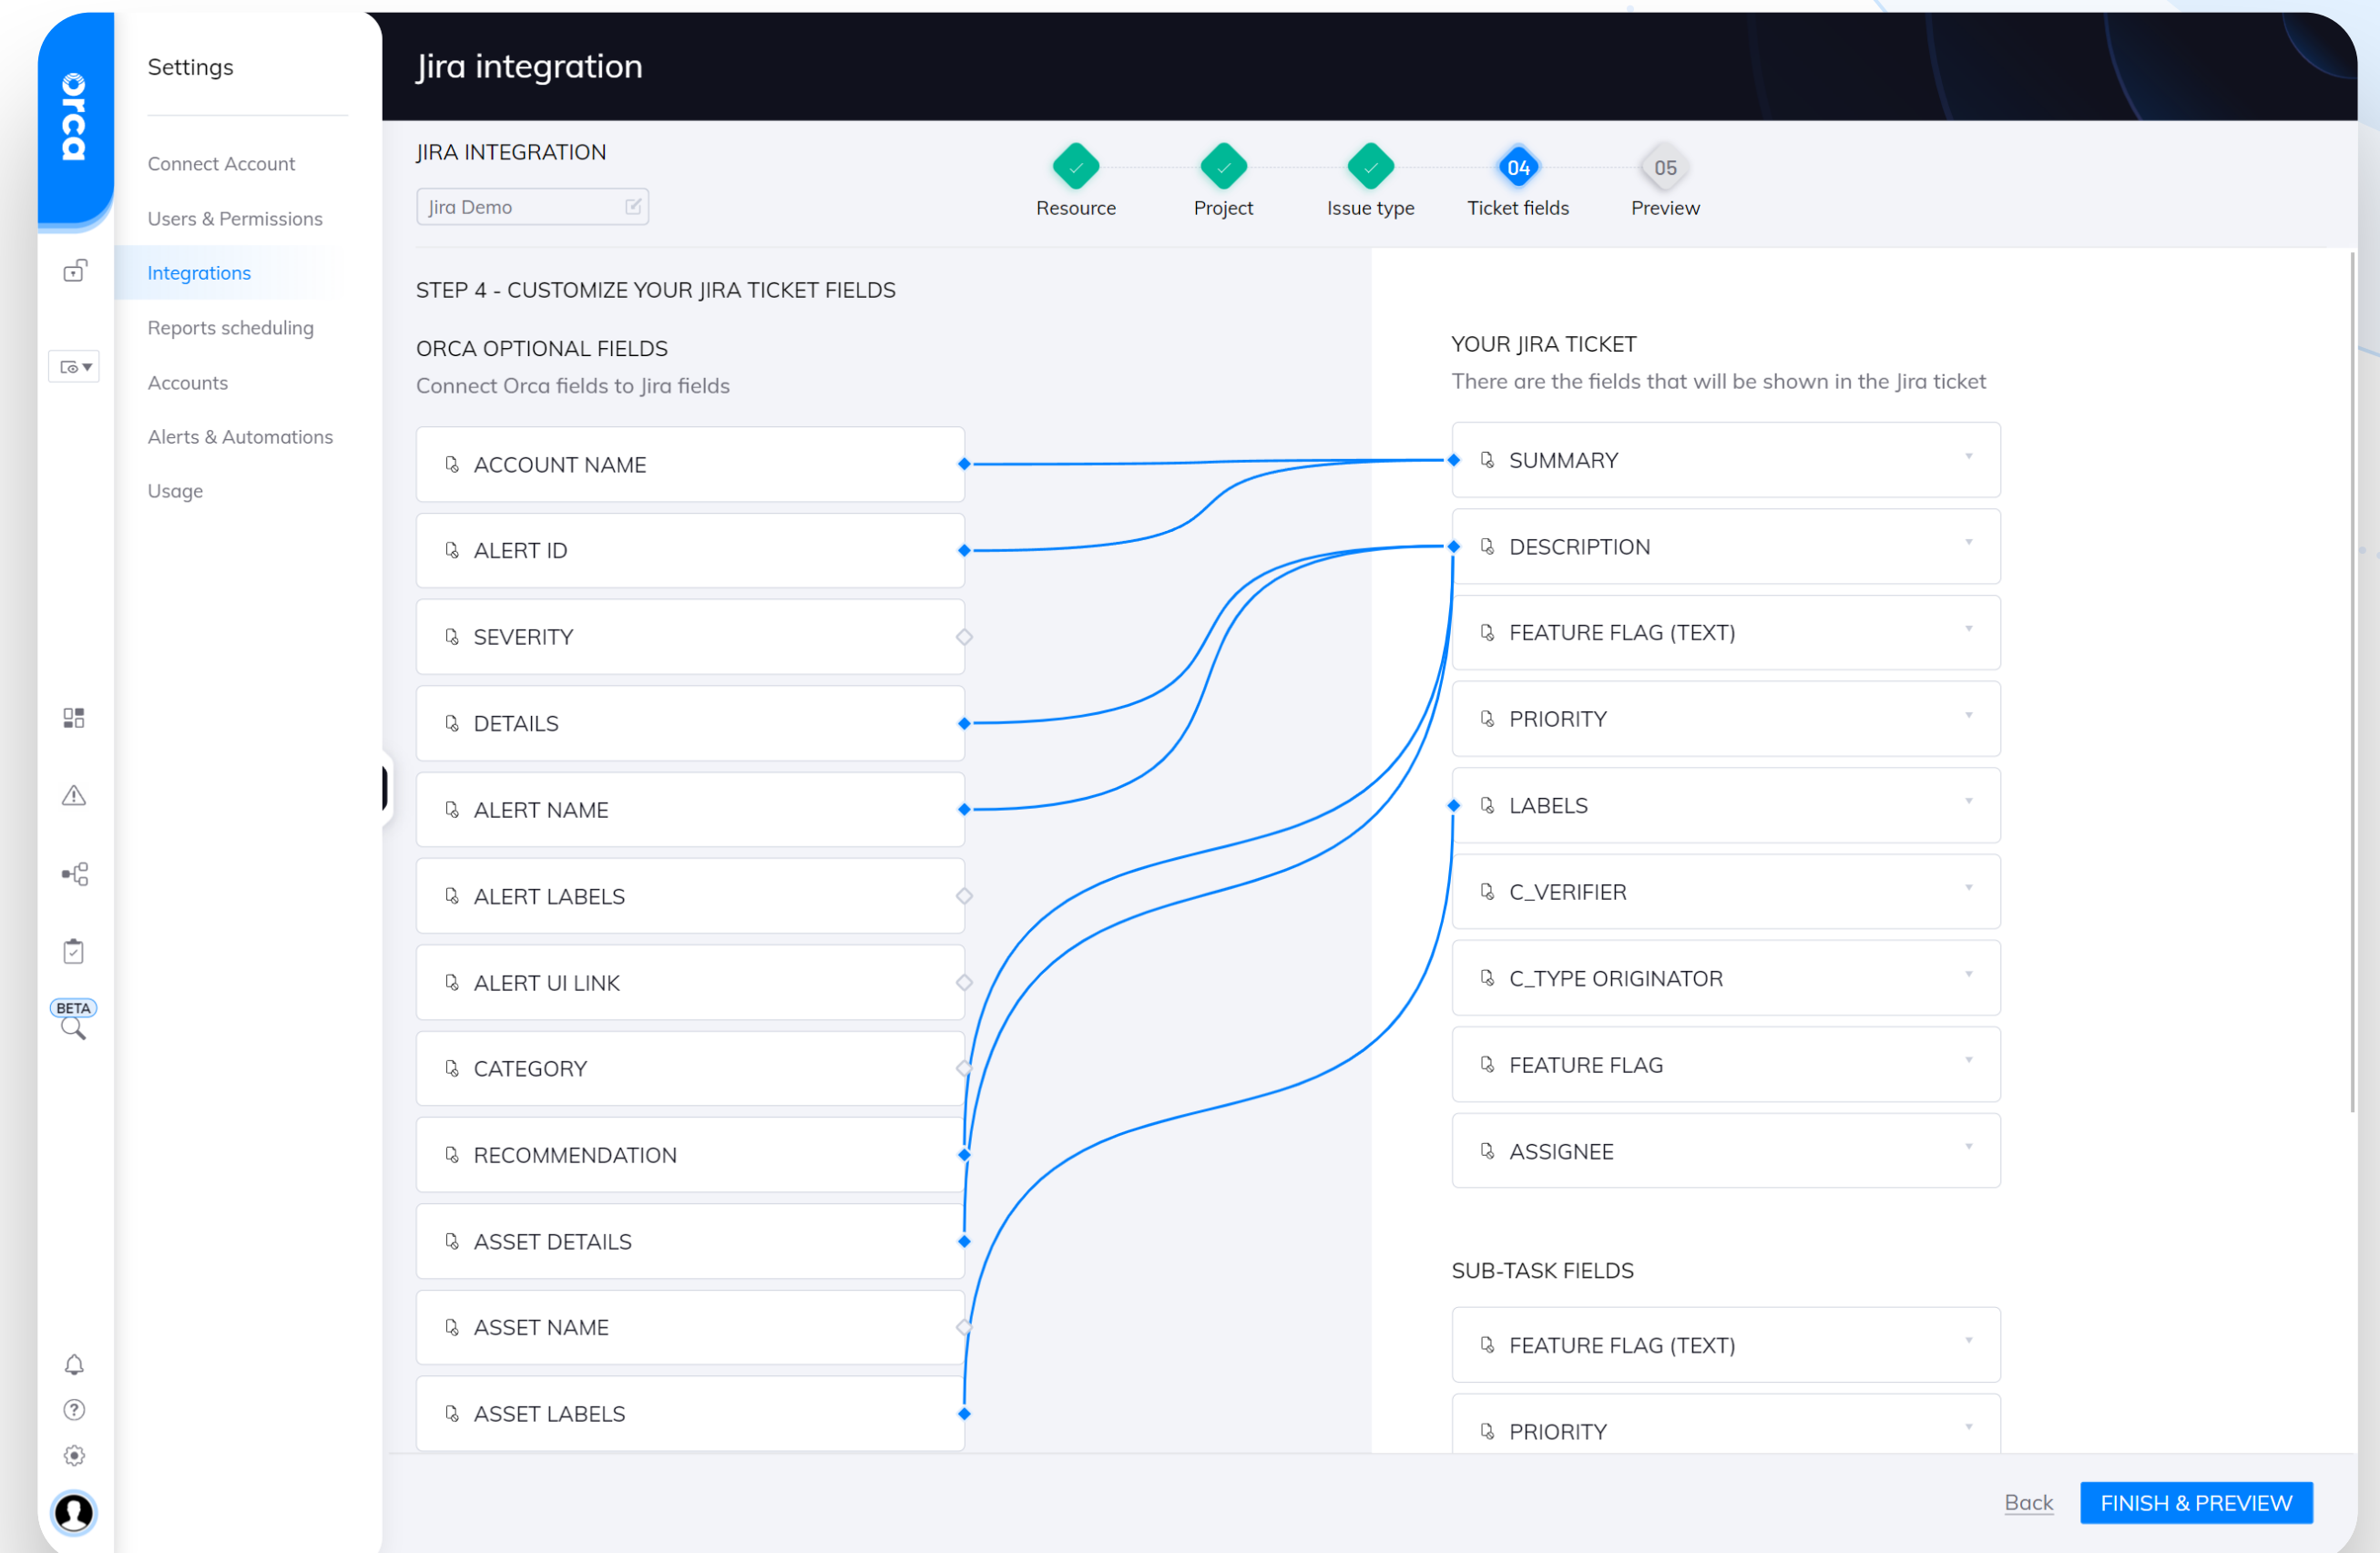 orca
Settings
Connect Account
Users & Permissions
Integrations
Reports scheduling
Accounts
Alerts & Automations
Usage
BETA
Jira integration
JIRA INTEGRATION
Jira Demo
Resource
Project
Issue type
04
Ticket fields
05
Preview
STEP 4 - CUSTOMIZE YOUR JIRA TICKET FIELDS
ORCA OPTIONAL FIELDS
Connect Orca fields to Jira fields
ACCOUNT NAME
ALERT ID
SEVERITY
DETAILS
ALERT NAME
ALERT LABELS
ALERT UI LINK
CATEGORY
RECOMMENDATION
ASSET DETAILS
ASSET NAME
ASSET LABELS
YOUR JIRA TICKET
There are the fields that will be shown in the Jira ticket
SUMMARY
DESCRIPTION
FEATURE FLAG (TEXT)
PRIORITY
LABELS
C_VERIFIER
C_TYPE ORIGINATOR
FEATURE FLAG
ASSIGNEE
SUB-TASK FIELDS
FEATURE FLAG (TEXT)
PRIORITY
Back
FINISH & PREVIEW